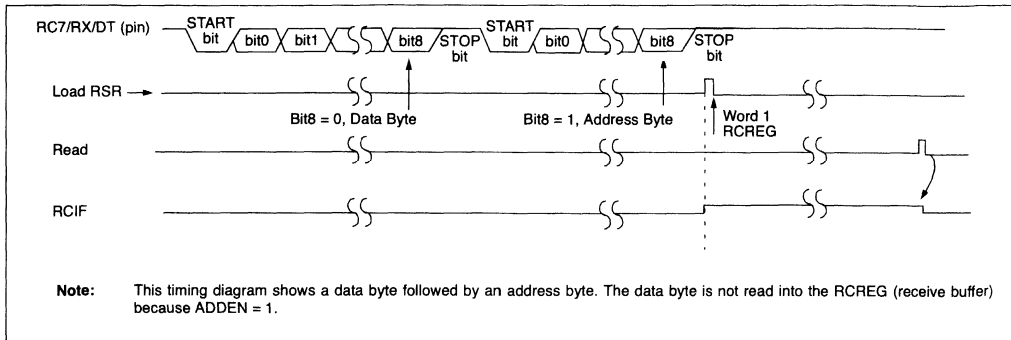 RC7/RX/DT (pin)
START bit
bit0
bit1
bit8
STOP bit
START bit
bit0
bit8
STOP bit
Load RSR
Bit8 = 0, Data Byte
Bit8 = 1, Address Byte
Word 1 RCREG
Read
RCIF
Note: This timing diagram shows a data byte followed by an address byte. The data byte is not read into the RCREG (receive buffer)
because ADDEN = 1.